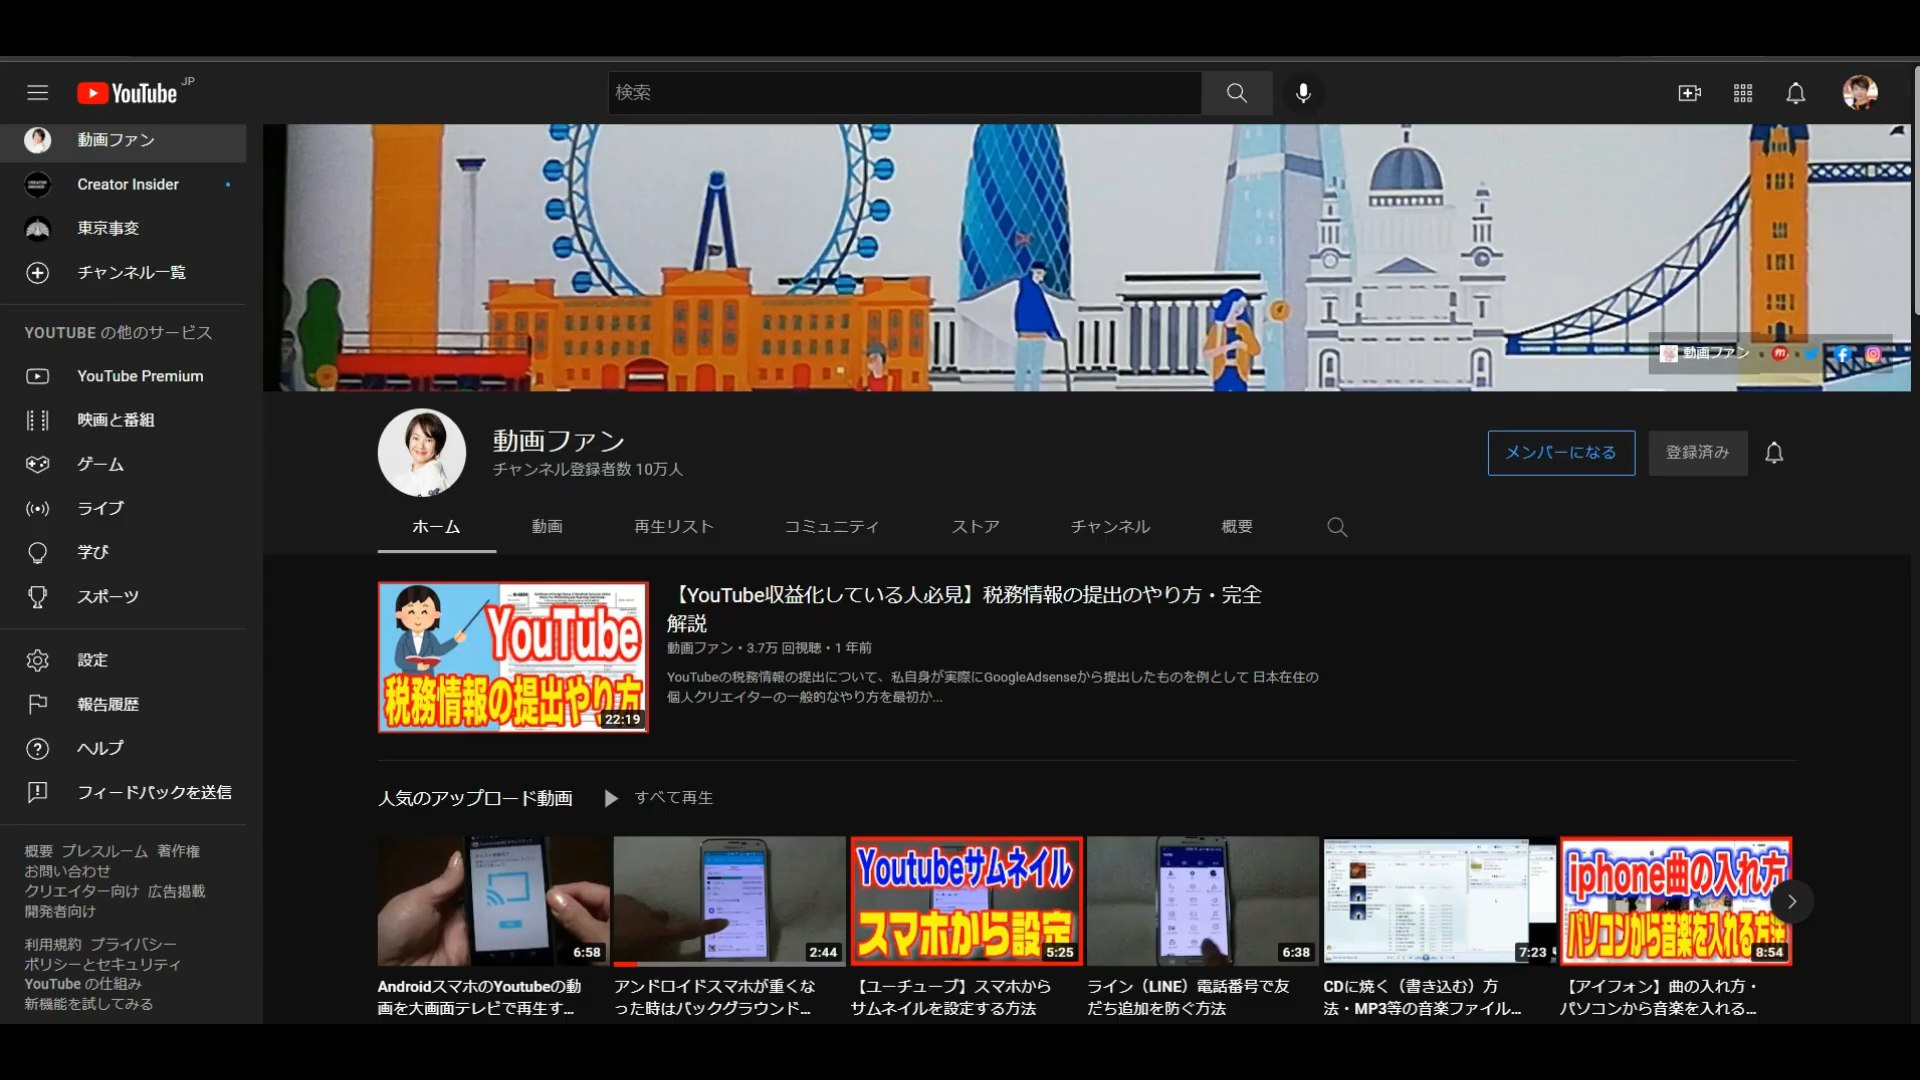 YouTube JP
検索
動画ファン
Creator Insider
東京事変
チャンネル一覧
YOUTUBE の他のサービス
YouTube Premium
映画と番組
ゲーム
ライブ
学び
スポーツ
設定
報告履歴
ヘルプ
フィードバックを送信
概要 プレスルーム 著作権
お問い合わせ
クリエイター向け 広告掲載
開発者向け
利用規約 プライバシー
ポリシーとセキュリティ
YouTube の仕組み
新機能を試してみる
動画ファン
動画ファン
チャンネル登録者数 10万人
メンバーになる
登録済み
ホーム 動画 再生リスト コミュニティ ストア チャンネル 概要
YouTube
税務情報の提出やり方
22:19
【YouTube収益化している人必見】税務情報の提出のやり方・完全
解説
動画ファン・3.7万 回視聴・1 年前
YouTubeの税務情報の提出について、私自身が実際にGoogleAdsenseから提出したものを例として 日本在住の
個人クリエイターの一般的なやり方を最初か...
人気のアップロード動画
すべて再生
6:58
AndroidスマホのYoutubeの動
画を大画面テレビで再生す...
2:44
アンドロイドスマホが重くな
った時はバックグラウンド...
Youtubeサムネイル
スマホから設定
5:25
【ユーチューブ】スマホから
サムネイルを設定する方法
6:38
ライン（LINE）電話番号で友
だち追加を防ぐ方法
7:23
CDに焼く（書き込む）方
法・MP3等の音楽ファイル...
iphone曲の入れ方
パソコンから音楽を入れる方法
8:54
【アイフォン】曲の入れ方・
パソコンから音楽を入れる...